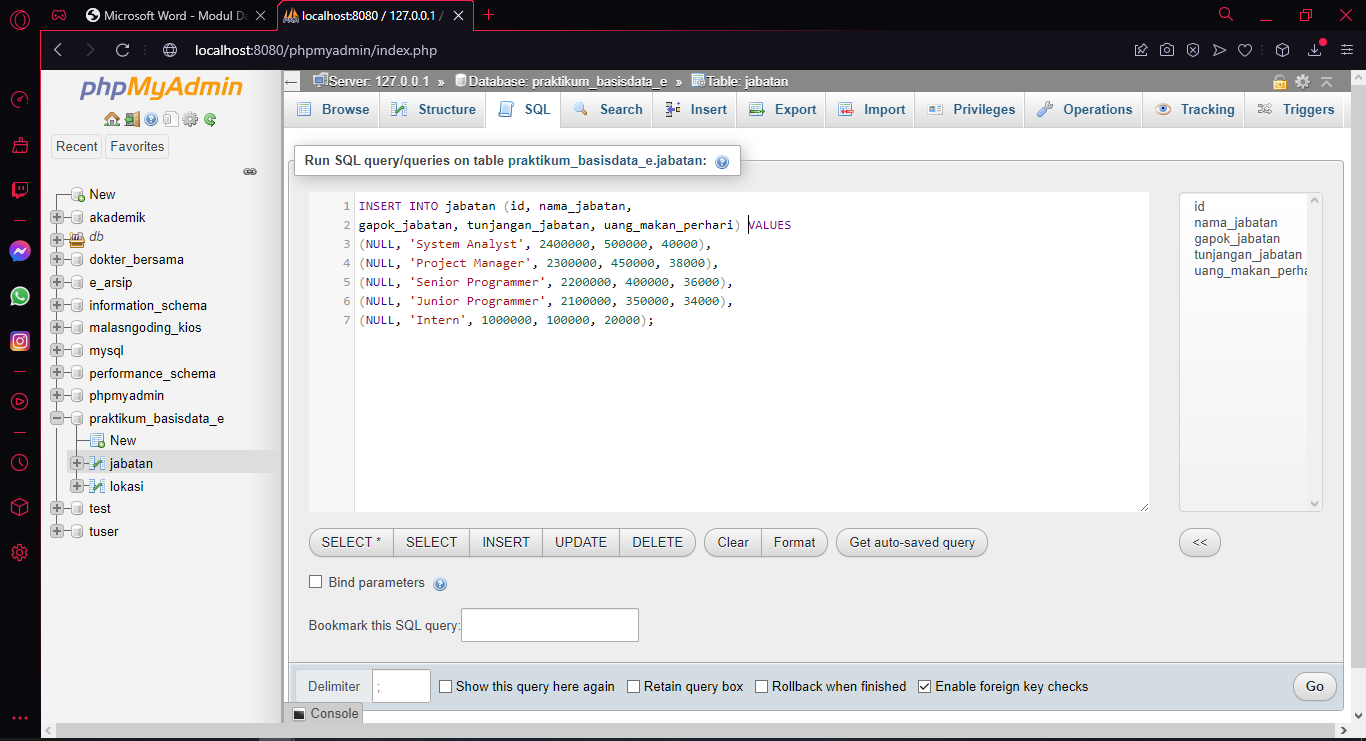 Microsoft Word - Modul Da
localhost:8080 / 127.0.0.1 /
localhost:8080/phpmyadmin/index.php
phpMyAdmin
Recent
Favorites
New
akademik
db
dokter_bersama
e_arsip
information_schema
malasngoding_kios
mysql
performance_schema
phpmyadmin
praktikum_basisdata_e
New
jabatan
lokasi
test
tuser
Server: 127.0.0.1 » Database: praktikum_basisdata_e » Table: jabatan
Browse Structure SQL Search Insert Export Import Privileges Operations Tracking Triggers
Run SQL query/queries on table praktikum_basisdata_e.jabatan:
1 INSERT INTO jabatan (id, nama_jabatan,
2 gapok_jabatan, tunjangan_jabatan, uang_makan_perhari) VALUES
3 (NULL, 'System Analyst', 2400000, 500000, 40000),
4 (NULL, 'Project Manager', 2300000, 450000, 38000),
5 (NULL, 'Senior Programmer', 2200000, 400000, 36000),
6 (NULL, 'Junior Programmer', 2100000, 350000, 34000),
7 (NULL, 'Intern', 1000000, 100000, 20000);
id
nama_jabatan
gapok_jabatan
tunjangan_jabatan
uang_makan_perha
SELECT * SELECT INSERT UPDATE DELETE Clear Format Get auto-saved query <<
Bind parameters
Bookmark this SQL query:
Delimiter ; Show this query here again Retain query box Rollback when finished Enable foreign key checks Go
Console